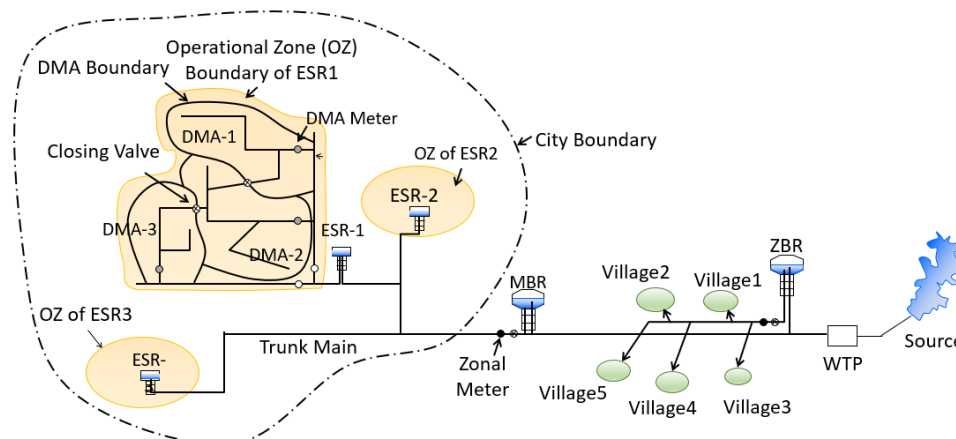 Operational Zone (OZ)
Boundary of ESR1
DMA Boundary
DMA-1
DMA Meter
Closing Valve
DMA-3
DMA-2
ESR-1
OZ of ESR2
ESR-2
City Boundary
OZ of ESR3
ESR-
Trunk Main
MBR
Zonal
Meter
Village2
Village1
ZBR
Village5
Village4
Village3
WTP
Source